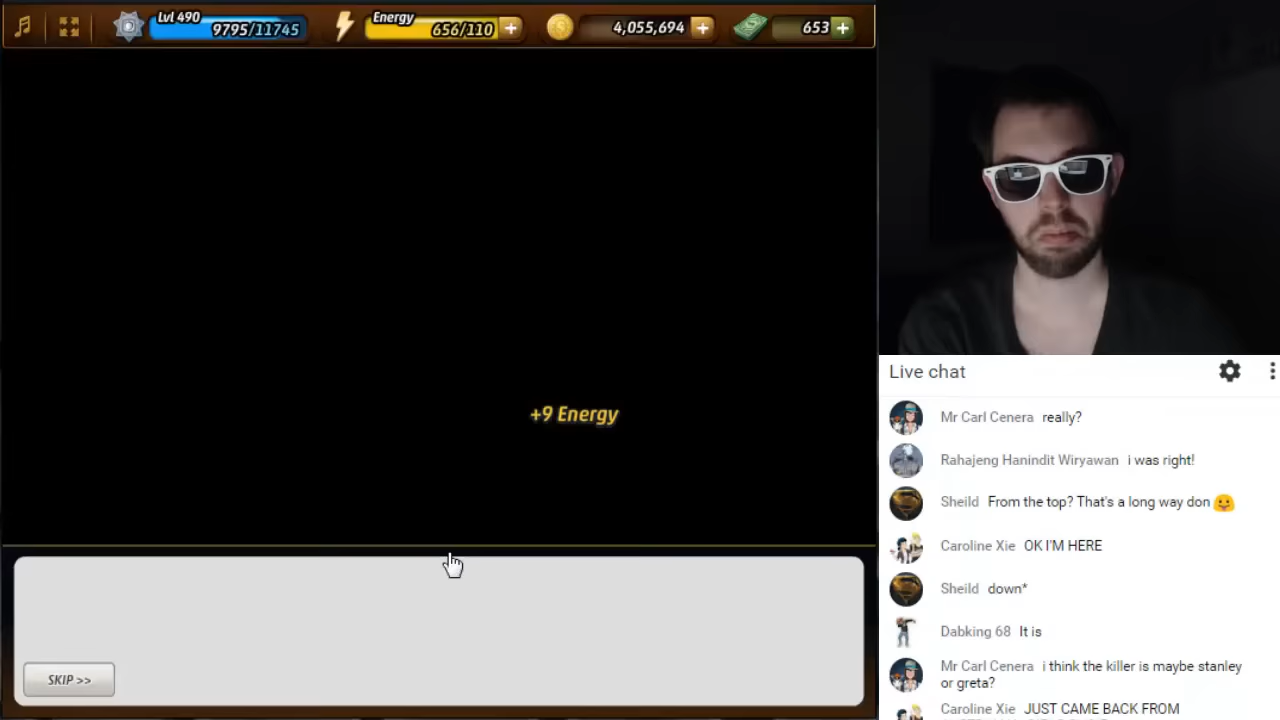 Lvl 490
9795/11745
Energy
656/110
4,055,694
653
+9 Energy
SKIP >>
Live chat
Mr Carl Cenera really?
Rahajeng Hanindit Wiryawan i was right!
Sheild From the top? That's a long way don
Caroline Xie OK I'M HERE
Sheild down*
Dabking 68 It is
Mr Carl Cenera i think the killer is maybe stanley
or greta?
Caroline Xie JUST CAME BACK FROM